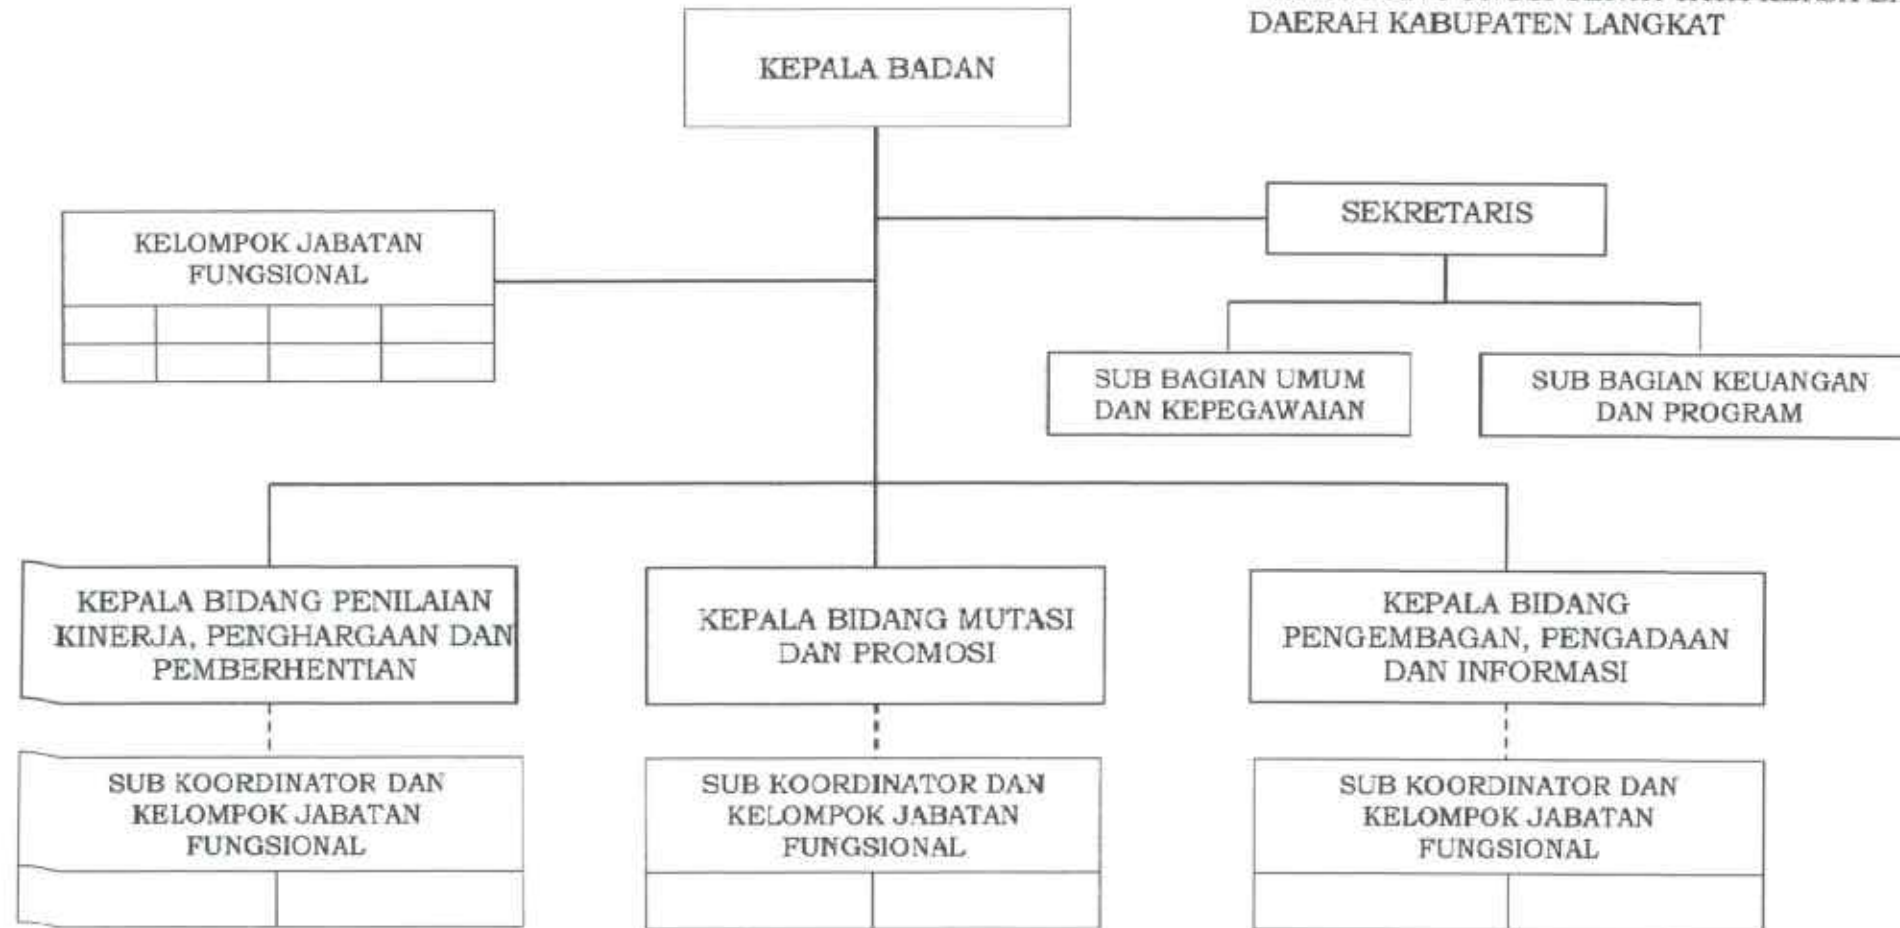 DAERAH KABUPATEN LANGKAT
KEPALA BADAN
SEKRETARIS
KELOMPOK JABATAN
FUNGSIONAL
SUB BAGIAN UMUM
DAN KEPEGAWAIAN
SUB BAGIAN KEUANGAN
DAN PROGRAM
KEPALA BIDANG PENILAIAN
KINERJA, PENGHARGAAN DAN
PEMBERHENTIAN
KEPALA BIDANG MUTASI
DAN PROMOSI
KEPALA BIDANG
PENGEMBAGAN, PENGADAAN
DAN INFORMASI
SUB KOORDINATOR DAN
KELOMPOK JABATAN
FUNGSIONAL
SUB KOORDINATOR DAN
KELOMPOK JABATAN
FUNGSIONAL
SUB KOORDINATOR DAN
KELOMPOK JABATAN
FUNGSIONAL